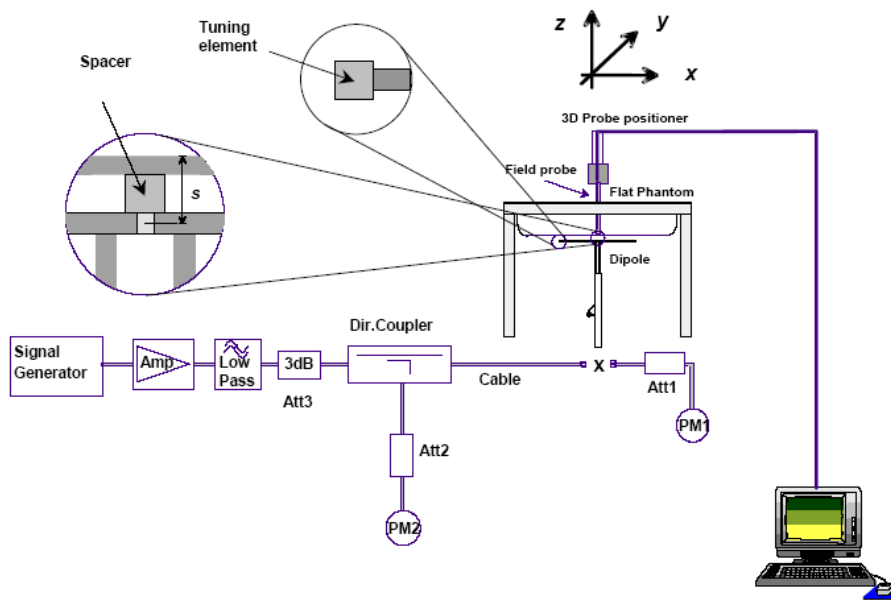 Tuning
element
z
y
x
Spacer
3D Probe positioner
Field probe
Flat Phantom
s
Dipole
Dir.Coupler
Signal
Generator
Amp
Low
Pass
3dB
Att3
Cable
x
Att1
PM1
Att2
PM2